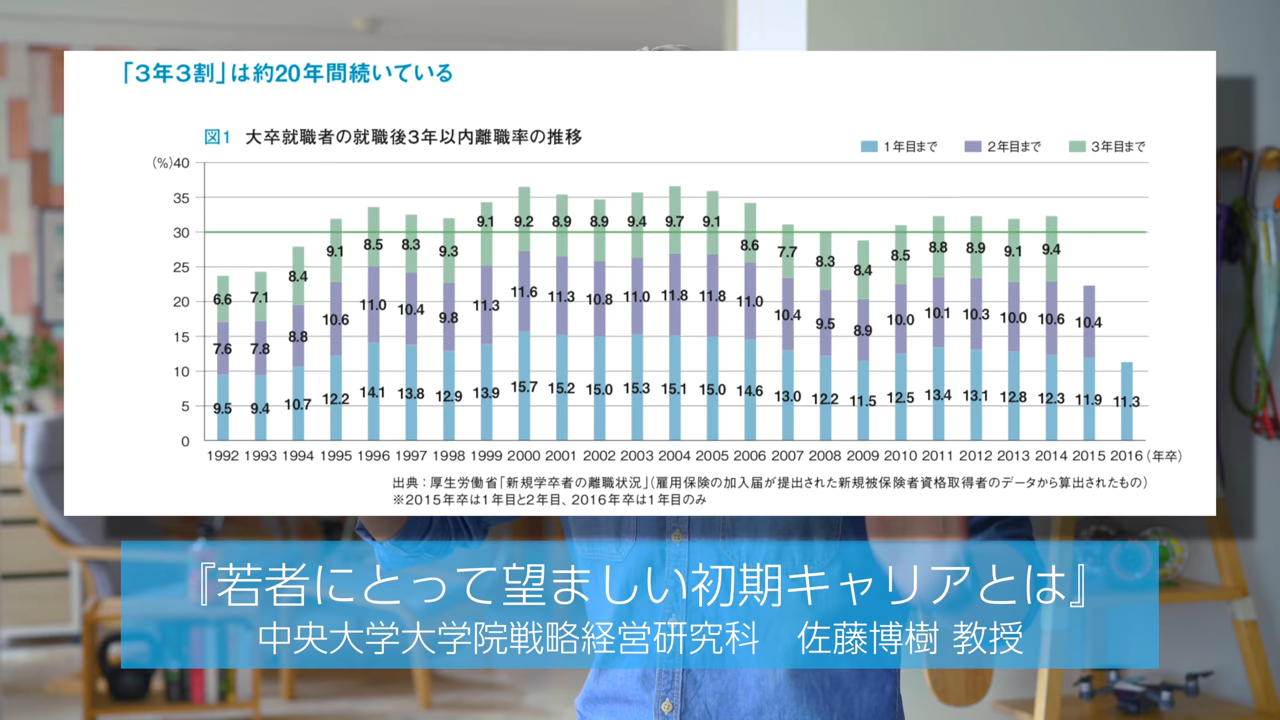 「3年3割」は約20年間続いている
図1 大卒就職者の就職後3年以内離職率の推移
1年目まで 2年目まで 3年目まで
(%)40
35
30
25
20
15
10
5
0
9.1 9.2 8.9 8.9 9.4 9.7 9.1
9.1 8.5 8.3 9.3 8.6 7.7 8.3 8.4 8.5 8.8 8.9 9.1 9.4
6.6 7.1 8.4
7.6 7.8 8.8 10.6 11.0 10.4 9.8 11.3 11.6 11.3 10.8 11.0 11.8 11.8 11.0 10.4 9.5 8.9 10.0 10.1 10.3 10.0 10.6 10.4
9.5 9.4 10.7 12.2 14.1 13.8 12.9 13.9 15.7 15.2 15.0 15.3 15.1 15.0 14.6 13.0 12.2 11.5 12.5 13.4 13.1 12.8 12.3 11.9 11.3
1992 1993 1994 1995 1996 1997 1998 1999 2000 2001 2002 2003 2004 2005 2006 2007 2008 2009 2010 2011 2012 2013 2014 2015 2016 (年卒)
出典：厚生労働省「新規学卒者の離職状況」(雇用保険の加入届が提出された新規被保険者資格取得者のデータから算出されたもの)
※2015年卒は1年目と2年目、2016年卒は1年目のみ
『若者にとって望ましい初期キャリアとは』
中央大学大学院戦略経営研究科 佐藤博樹 教授